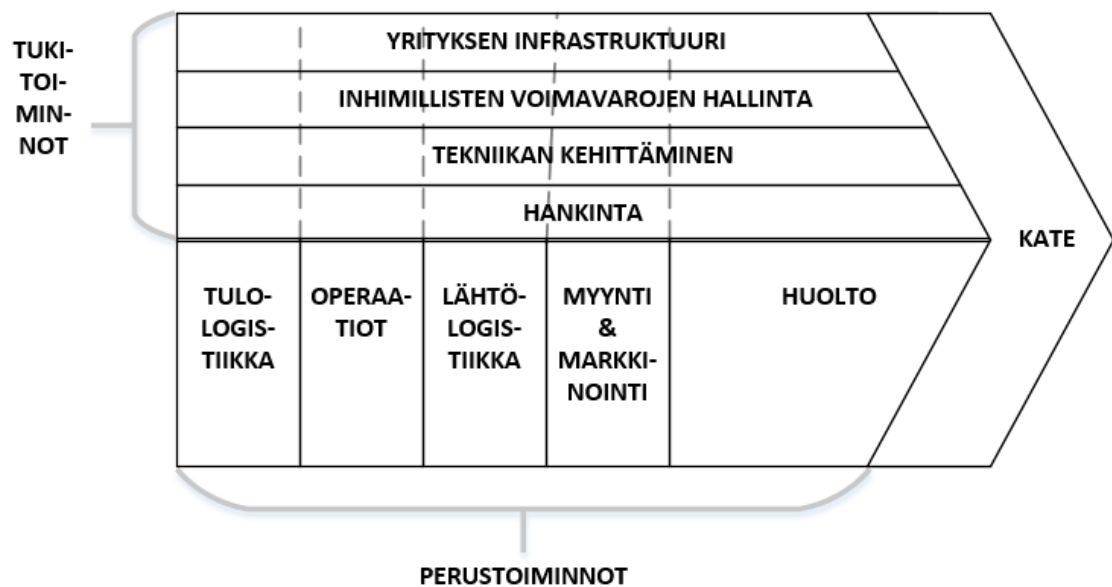 TUKI-
TOI-
MIN-
NOT
YRITYKSEN INFRASTRUKTUURI
INHIMILLISTEN VOIMAVAROJEN HALLINTA
TEKNIIKAN KEHITTÄMINEN
HANKINTA
KATE
TULO-
LOGIS-
TIIKKA
OPERAA-
TIOT
LÄHTÖ-
LOGIS-
TIIKKA
MYYNTI
&
MARKKI-
NOINTI
HUOLTO
PERUSTOIMINNOT